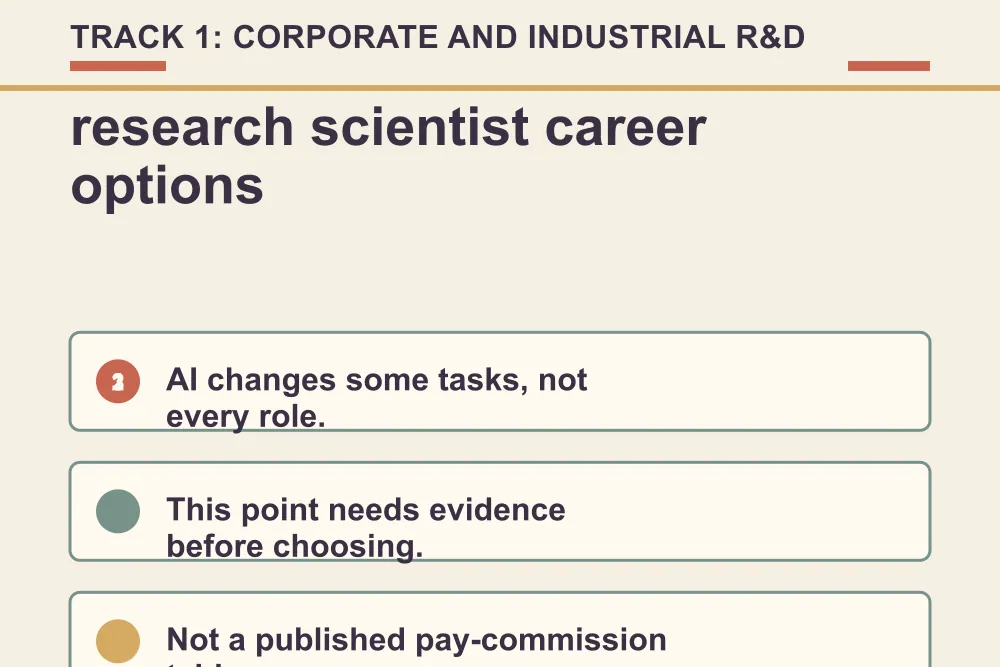 TRACK 1: CORPORATE AND INDUSTRIAL R&D
research scientist career
options
AI changes some tasks, not
every role.
This point needs evidence
before choosing.
Not a published pay-commission